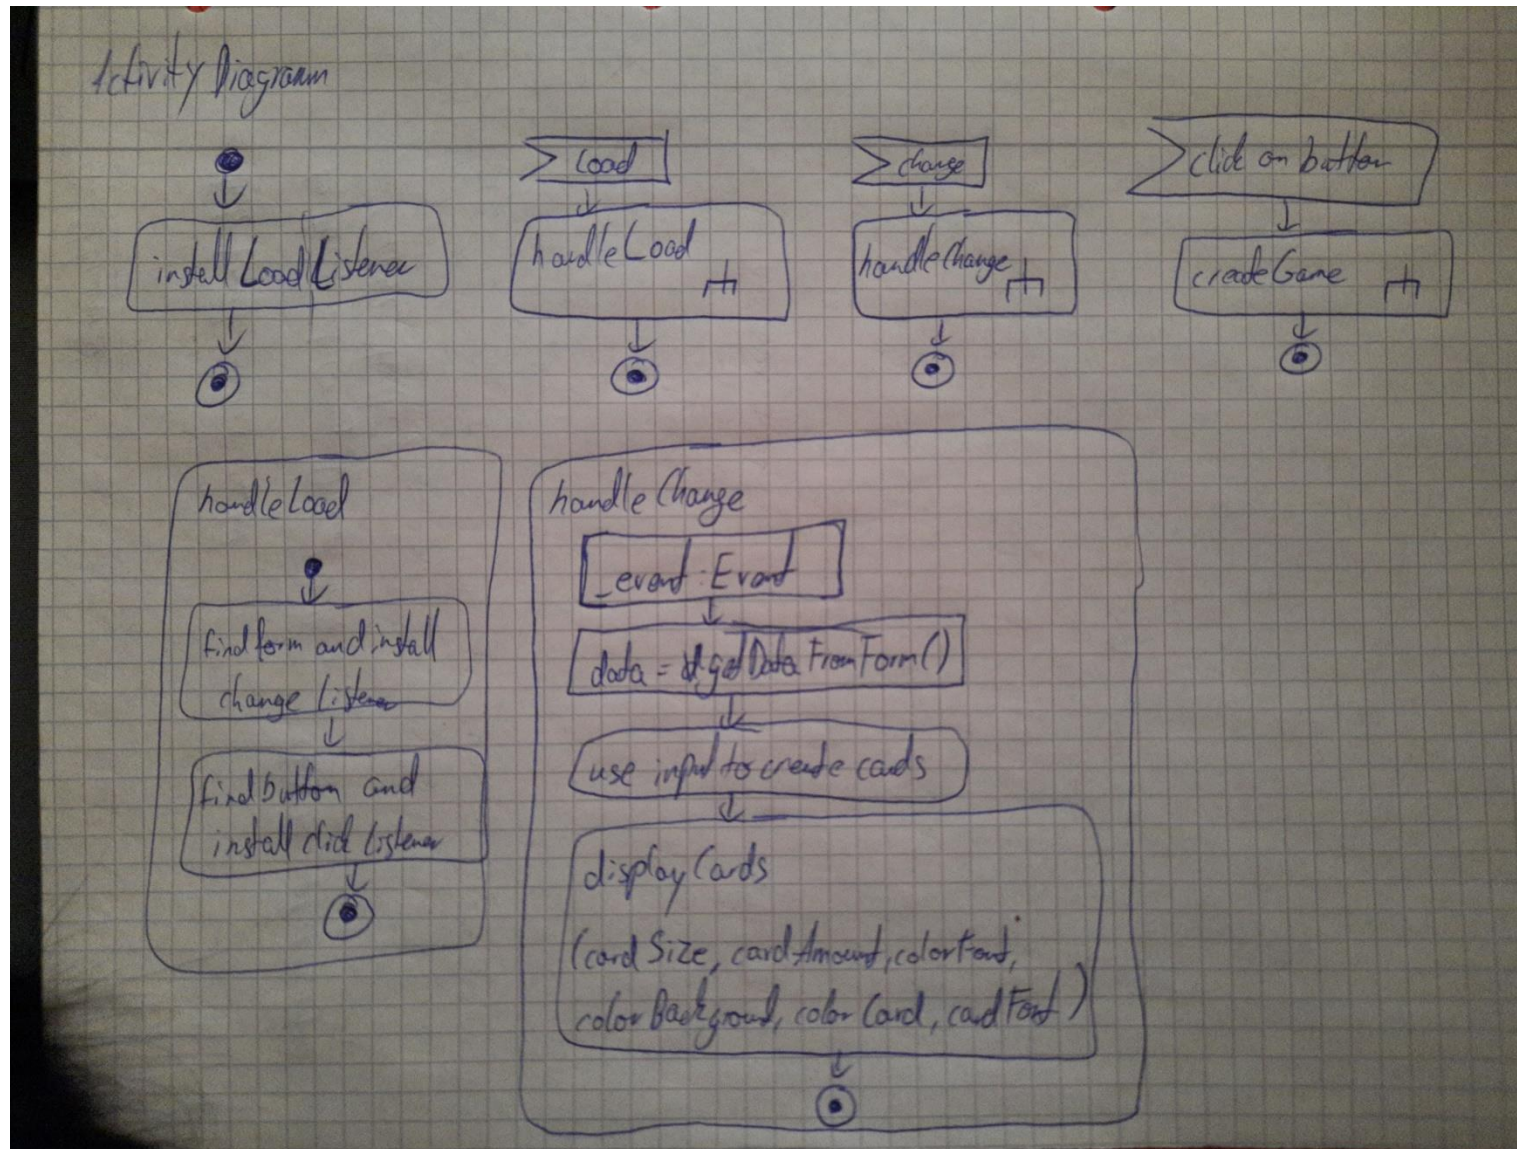 Activity Diagramm
install Load Listener
Load
handleLoad
change
handleChange
click on button
createGame
handleLoad
find form and install
change listener
find button and
install click listener
handleChange
_event: Event
data = getDataFromForm()
use input to create cards
displayCards
(cardSize, cardAmount, colorFont,
colorBackground, colorCard, cardFont)